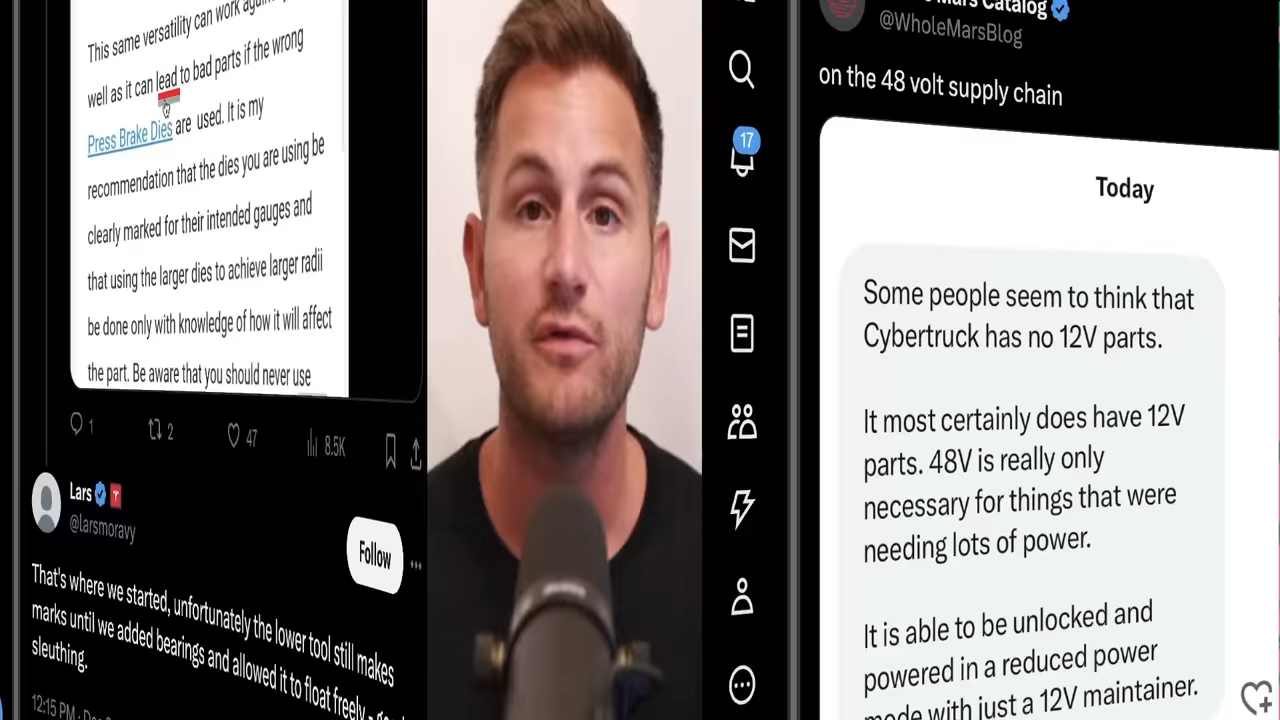 This same versatility can work
well as it can lead to bad parts if the wrong
Press Brake Dies are used. It is my
recommendation that the dies you are using be
clearly marked for their intended gauges and
that using the larger dies to achieve larger radii
be done only with knowledge of how it will affect
the part. Be aware that you should never use
1 2 47 8.5K
Lars
@larsmoravy
Follow
That's where we started, unfortunately the lower tool still makes
marks until we added bearings and allowed it to float freely -
sleuthing.
12:15 PM
17
Mars Catalog
@WholeMarsBlog
on the 48 volt supply chain
Today
Some people seem to think that
Cybertruck has no 12V parts.
It most certainly does have 12V
parts. 48V is really only
necessary for things that were
needing lots of power.
It is able to be unlocked and
powered in a reduced power
mode with just a 12V maintainer.